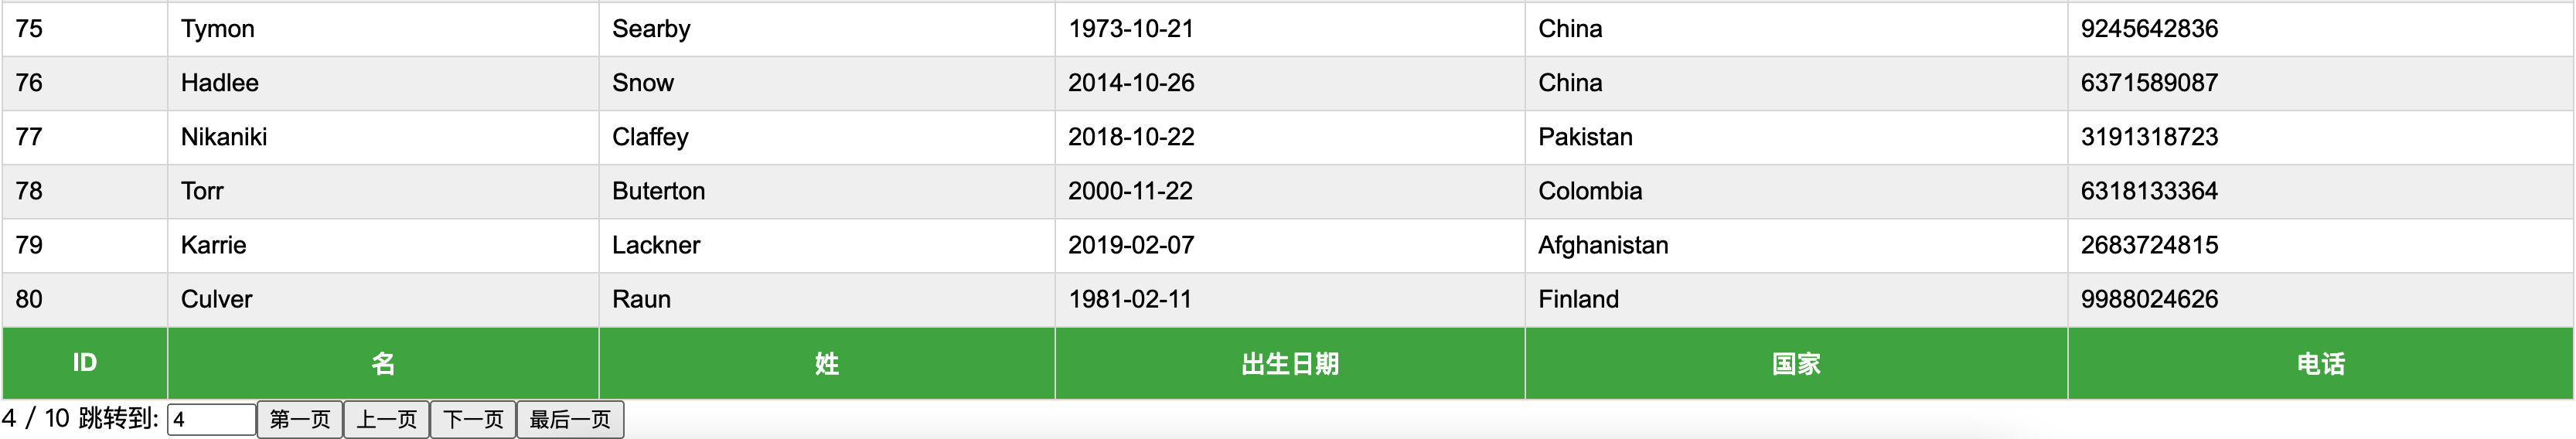 75 Tymon Searby 1973-10-21 China 9245642836
76 Hadlee Snow 2014-10-26 China 6371589087
77 Nikaniki Claffey 2018-10-22 Pakistan 3191318723
78 Torr Buterton 2000-11-22 Colombia 6318133364
79 Karrie Lackner 2019-02-07 Afghanistan 2683724815
80 Culver Raun 1981-02-11 Finland 9988024626
ID 名 姓 出生日期 国家 电话
4 / 10 跳转到: 4 第一页 上一页 下一页 最后一页